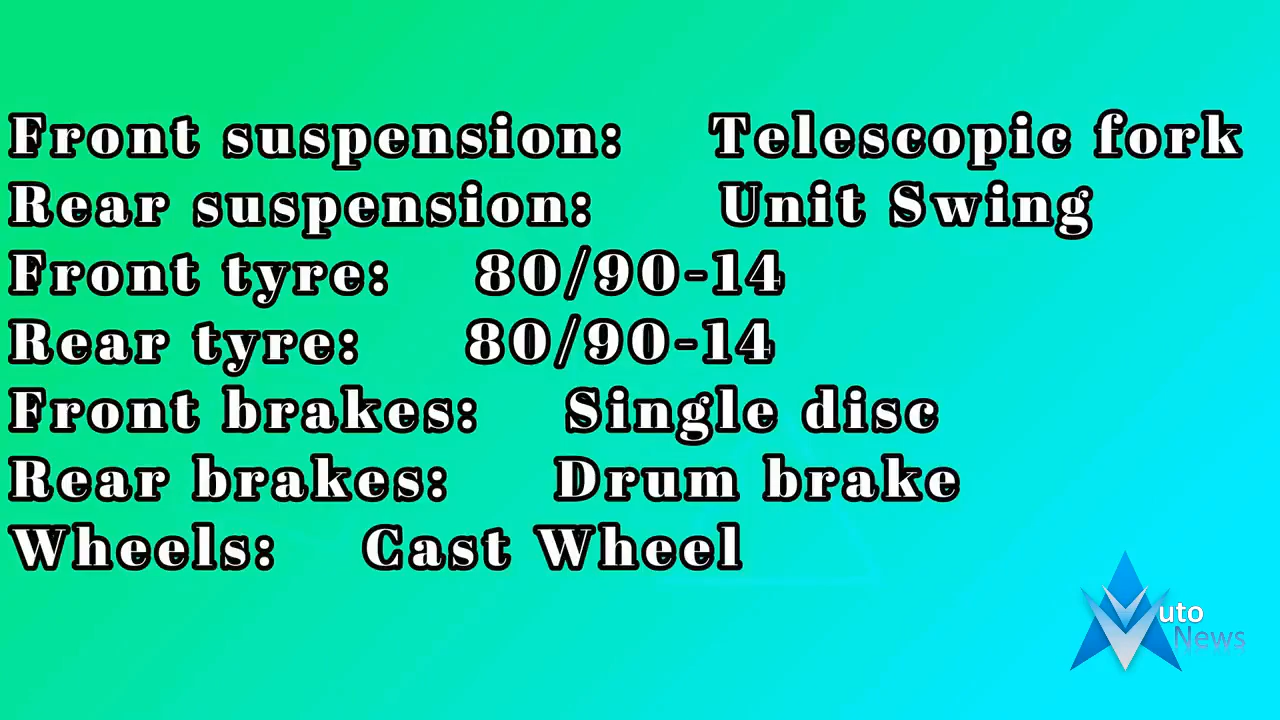 Front suspension: Telescopic fork
Rear suspension: Unit Swing
Front tyre: 80/90-14
Rear tyre: 80/90-14
Front brakes: Single disc
Rear brakes: Drum brake
Wheels: Cast Wheel
uto
News